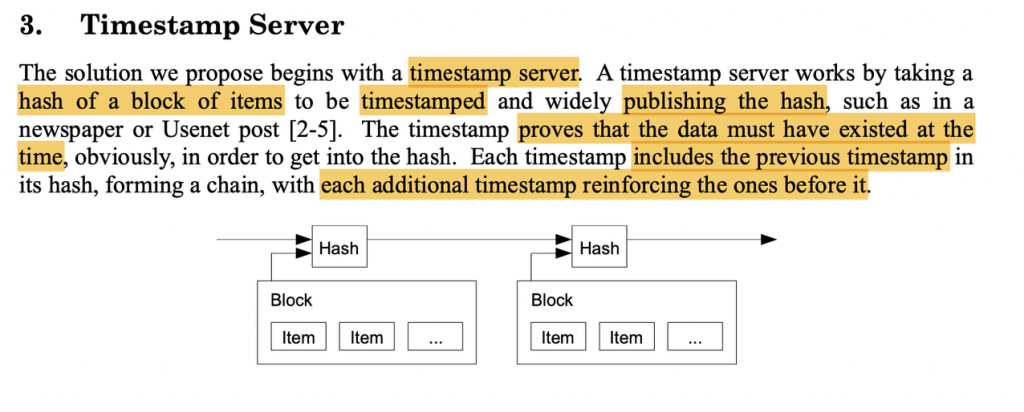 3. Timestamp Server
The solution we propose begins with a timestamp server. A timestamp server works by taking a
hash of a block of items to be timestamped and widely publishing the hash, such as in a
newspaper or Usenet post [2-5]. The timestamp proves that the data must have existed at the
time, obviously, in order to get into the hash. Each timestamp includes the previous timestamp in
its hash, forming a chain, with each additional timestamp reinforcing the ones before it.
Hash Hash
Block Block
Item Item ... Item Item ...